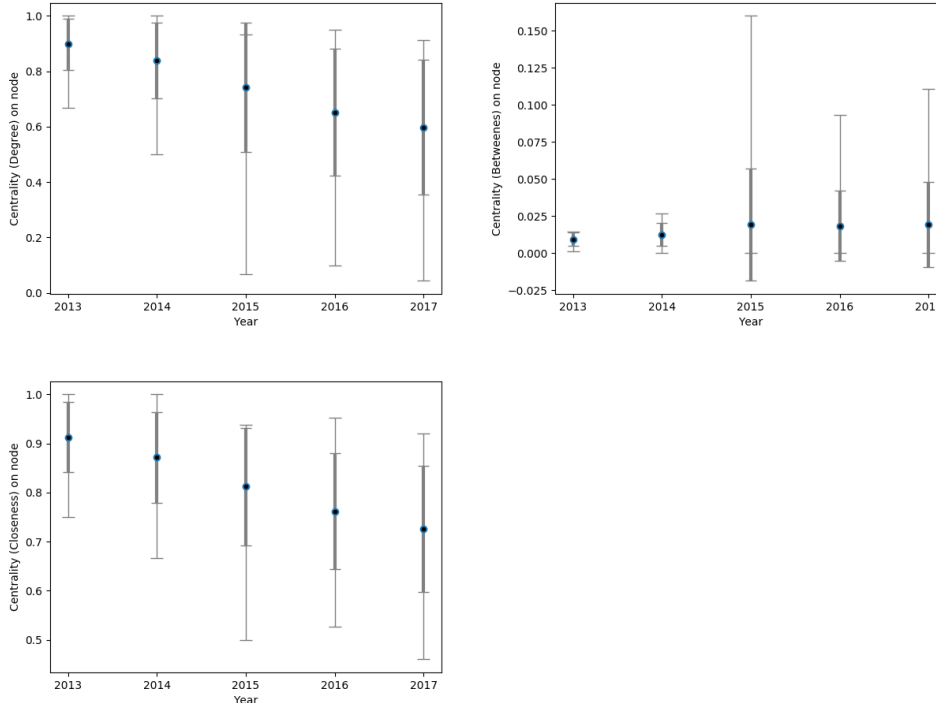 Centrality (Degree) on node
1.0
0.8
0.6
0.4
0.2
0.0
2013 2014 2015 2016 2017
Year
Centrality (Betweenes) on node
0.150
0.125
0.100
0.075
0.050
0.025
0.000
−0.025
2013 2014 2015 2016 201
Year
Centrality (Closeness) on node
1.0
0.9
0.8
0.7
0.6
0.5
2013 2014 2015 2016 2017
Year